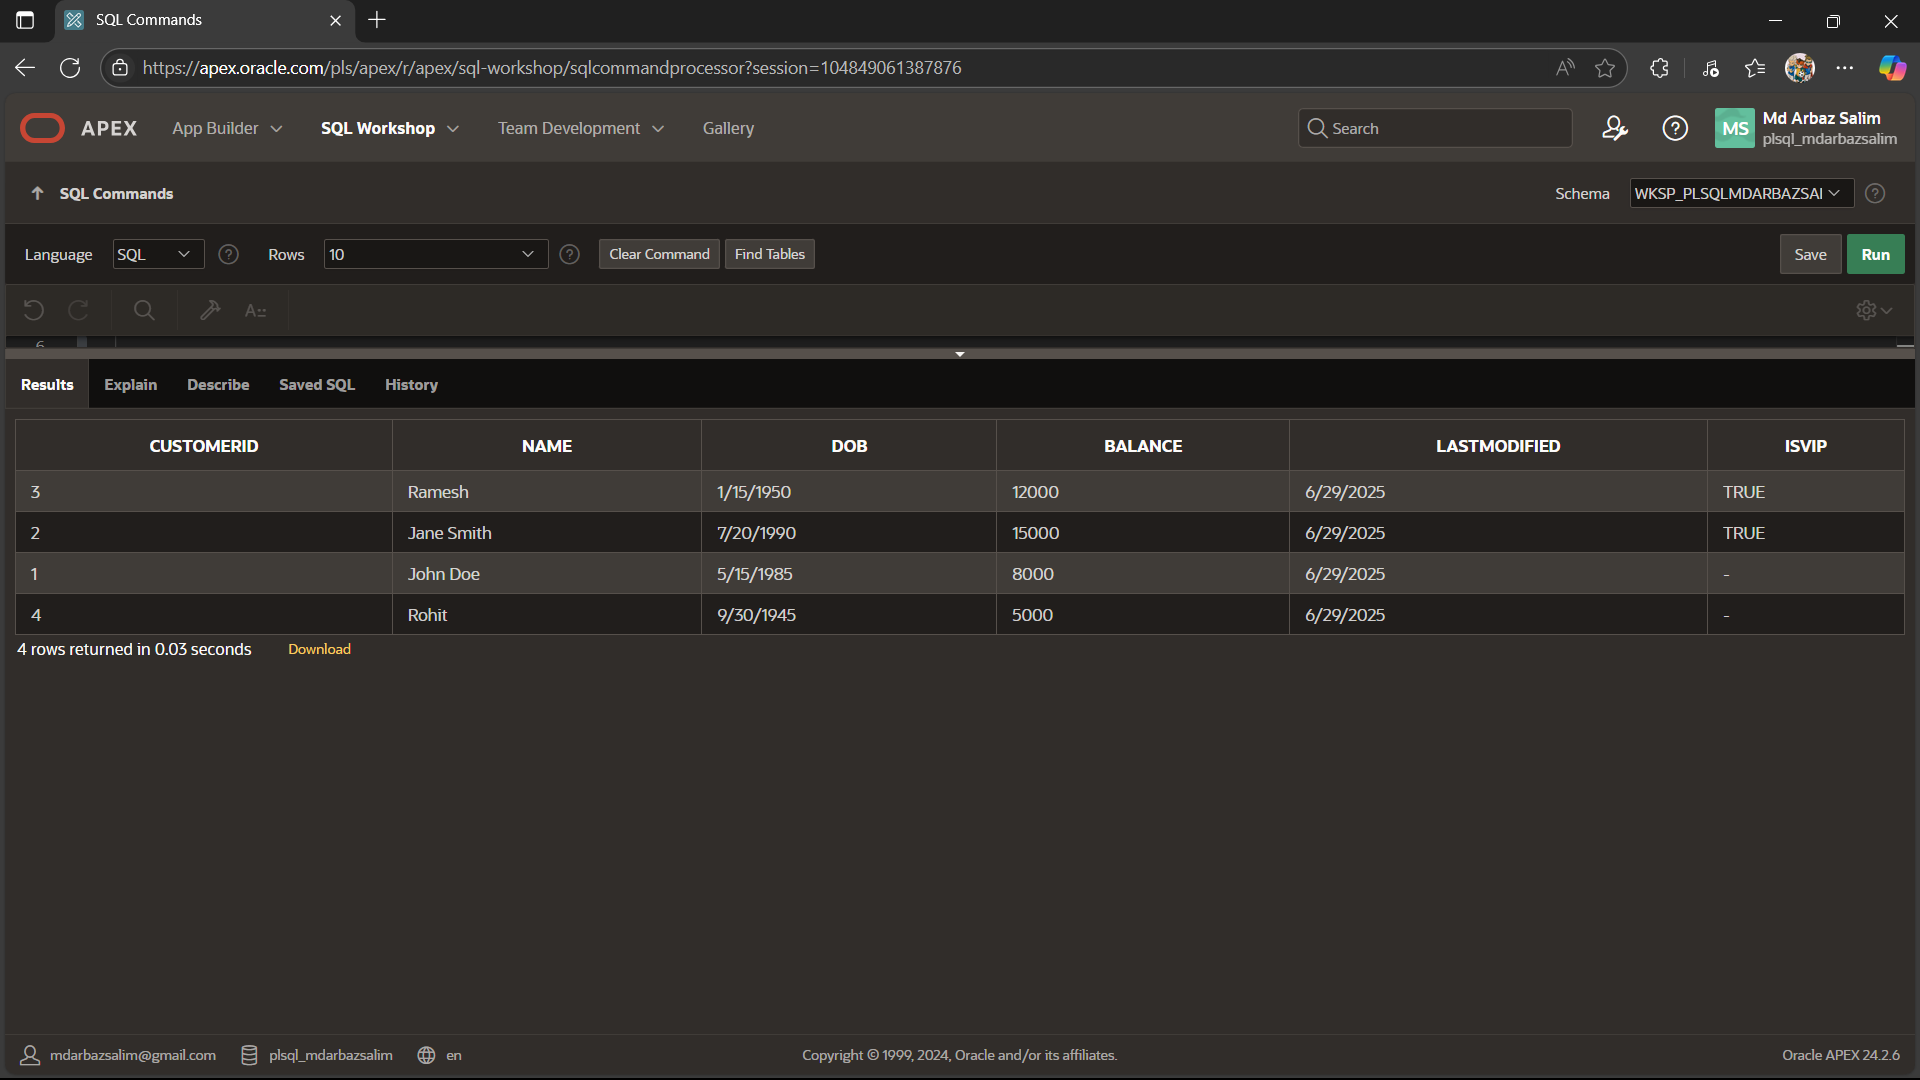 SQL Commands
https://apex.oracle.com/pls/apex/r/apex/sql-workshop/sqlcommandprocessor?session=104849061387876
APEX App Builder SQL Workshop Team Development Gallery Search MS Md Arbaz Salim
plsql_mdarbazsalim
SQL Commands Schema WKSP_PLSQLMDARBAZSAI
Language SQL Rows 10 Clear Command Find Tables Save Run
6
Results Explain Describe Saved SQL History
CUSTOMERID NAME DOB BALANCE LASTMODIFIED ISVIP
3 Ramesh 1/15/1950 12000 6/29/2025 TRUE
2 Jane Smith 7/20/1990 15000 6/29/2025 TRUE
1 John Doe 5/15/1985 8000 6/29/2025 -
4 Rohit 9/30/1945 5000 6/29/2025 -
4 rows returned in 0.03 seconds Download
mdarbazsalim@gmail.com plsql_mdarbazsalim en Copyright © 1999, 2024, Oracle and/or its affiliates. Oracle APEX 24.2.6